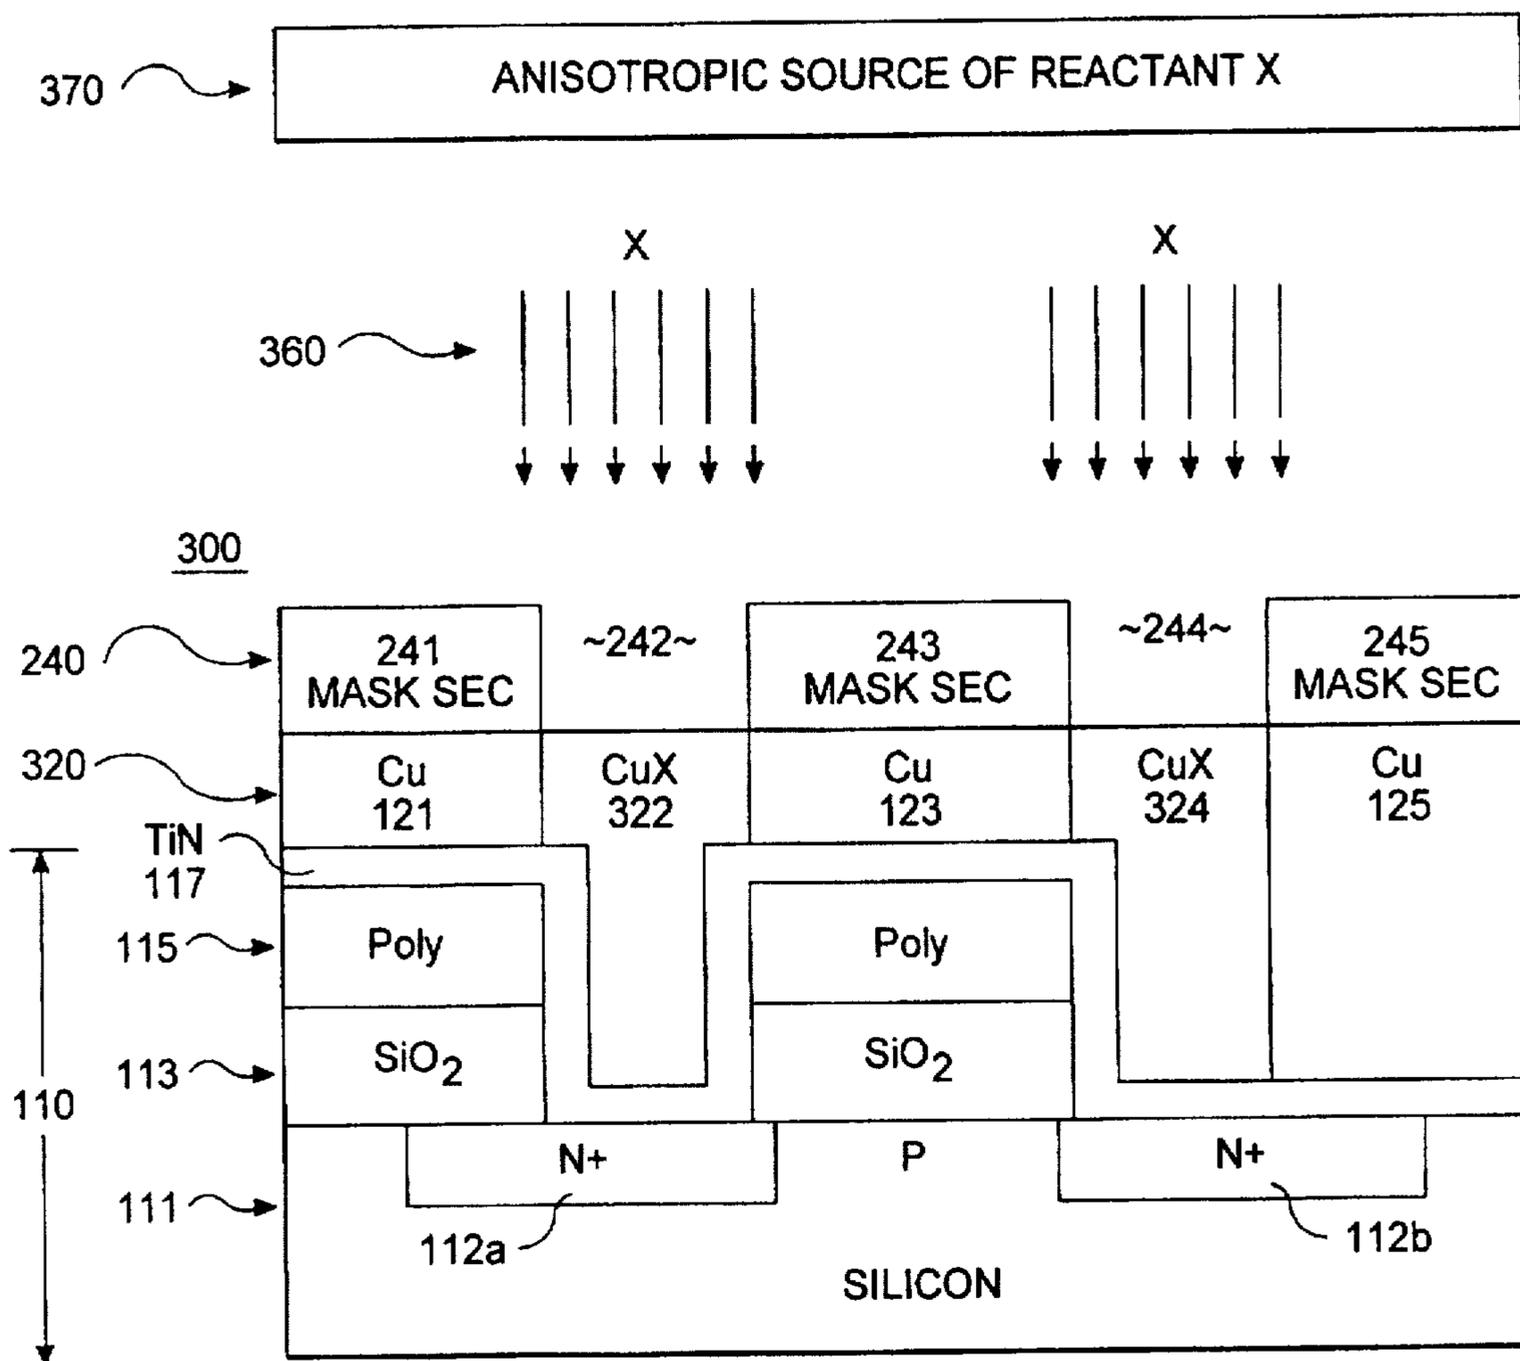 370
ANISOTROPIC SOURCE OF REACTANT X
X
X
360
300
240
241
MASK SEC
~242~
243
MASK SEC
~244~
245
MASK SEC
320
Cu
121
CuX
322
Cu
123
CuX
324
Cu
125
TiN
117
115
Poly
Poly
113
SiO2
SiO2
110
N+
P
N+
111
112a
112b
SILICON